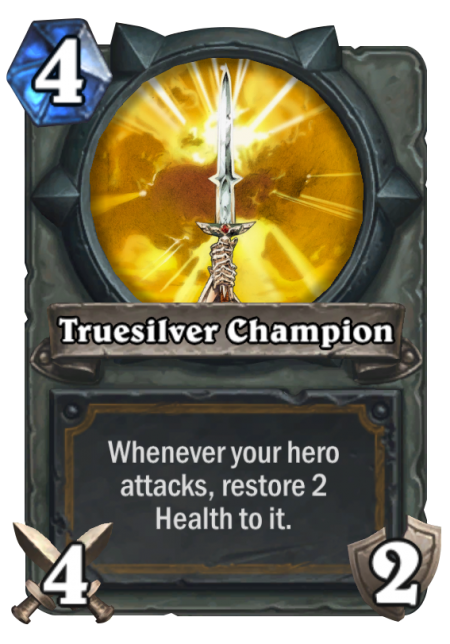 4
Truesilver Champion
Whenever your hero
attacks, restore 2
Health to it.
4
2